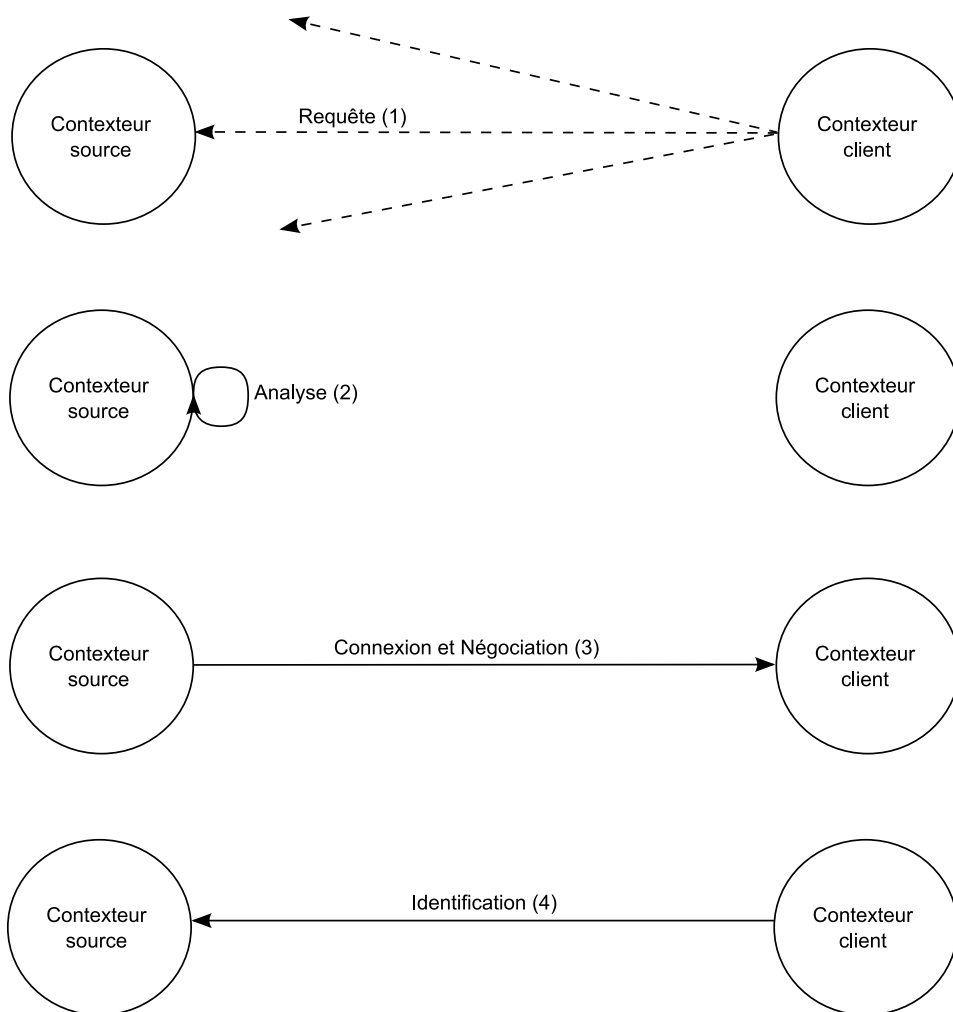 Contexteur
source
Requête (1)
Contexteur
client
Contexteur
source
Analyse (2)
Contexteur
client
Contexteur
source
Connexion et Négociation (3)
Contexteur
client
Contexteur
source
Identification (4)
Contexteur
client